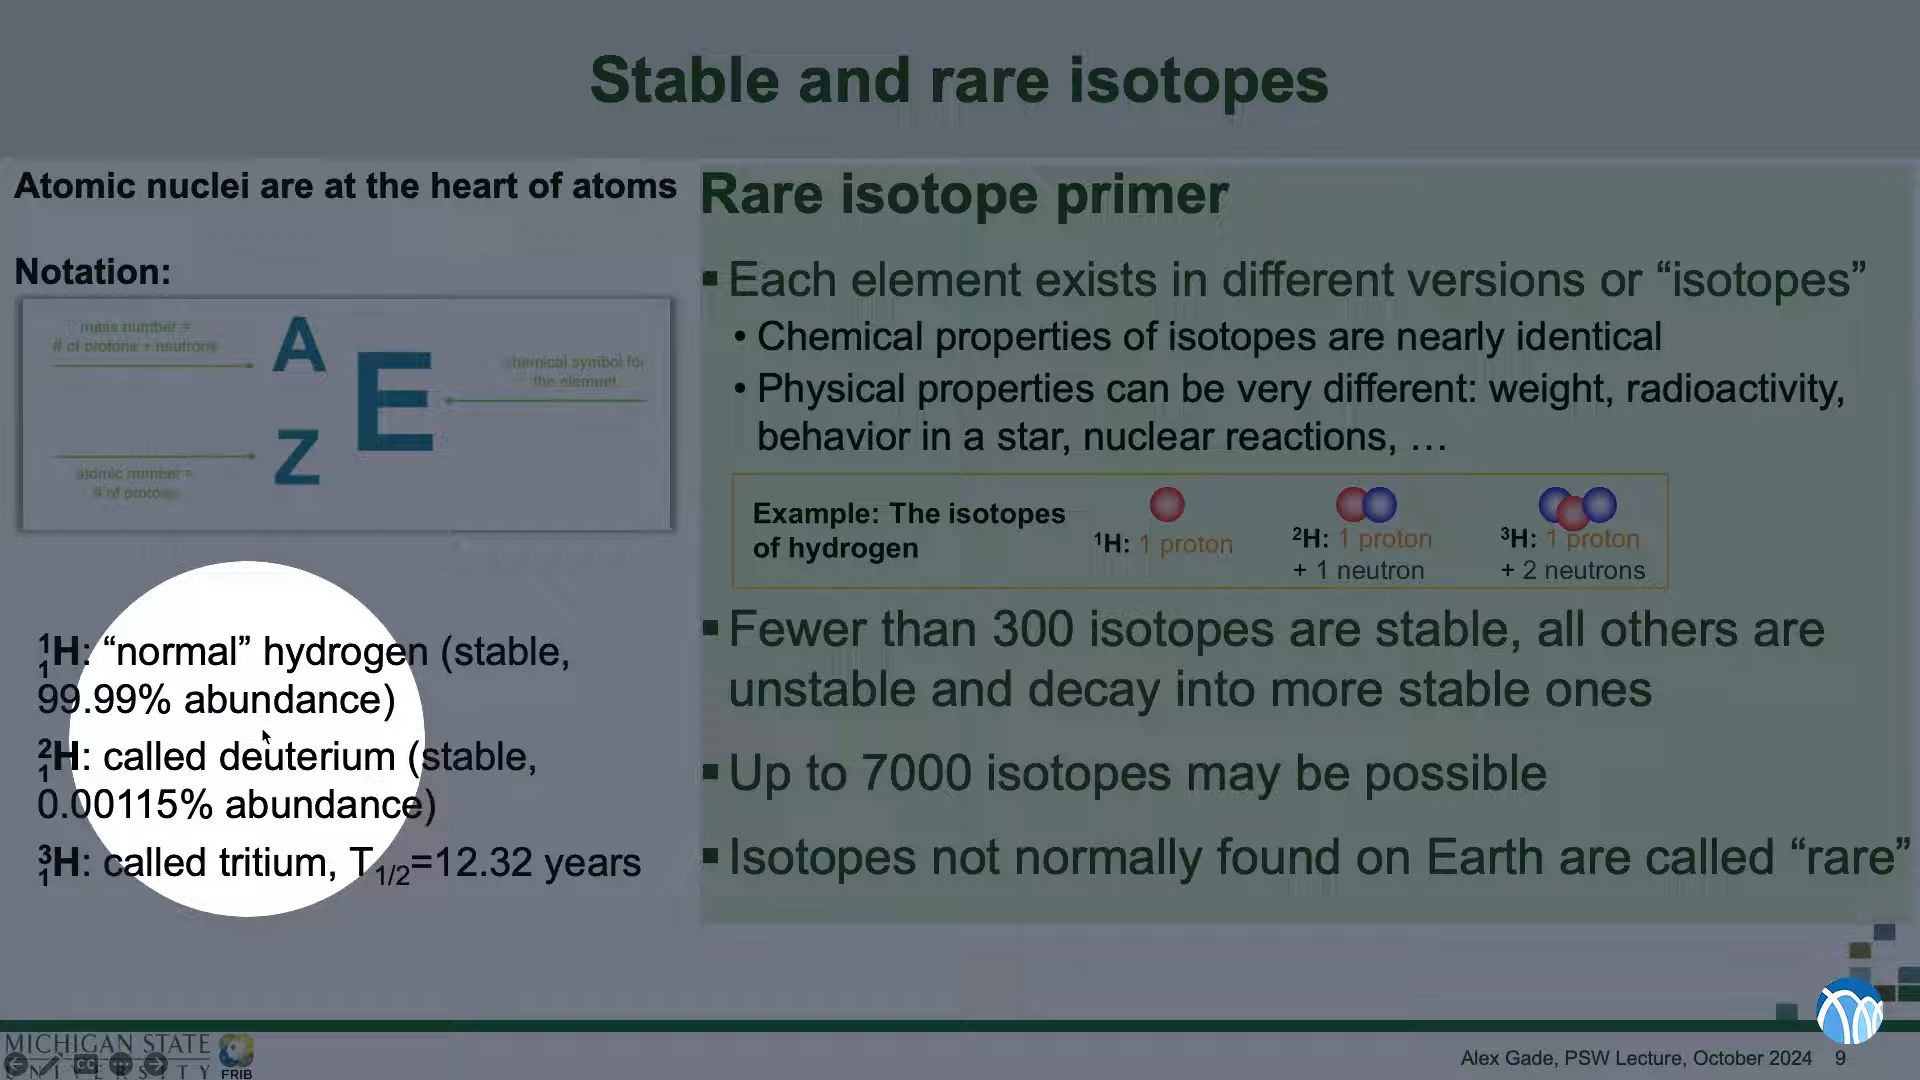 Stable and rare isotopes
Atomic nuclei are at the heart of atoms
Notation:
mass number =
# of protons + neutrons
A
E
chemical symbol for
the element
Z
atomic number =
# of protons
¹₁H: “normal” hydrogen (stable,
99.99% abundance)
²₁H: called deuterium (stable,
0.00115% abundance)
³₁H: called tritium, T₁/₂=12.32 years
Rare isotope primer
▪ Each element exists in different versions or “isotopes”
• Chemical properties of isotopes are nearly identical
• Physical properties can be very different: weight, radioactivity,
behavior in a star, nuclear reactions, …
Example: The isotopes
of hydrogen
¹H: 1 proton
²H: 1 proton
+ 1 neutron
³H: 1 proton
+ 2 neutrons
▪ Fewer than 300 isotopes are stable, all others are
unstable and decay into more stable ones
▪ Up to 7000 isotopes may be possible
▪ Isotopes not normally found on Earth are called “rare”
MICHIGAN STATE
UNIVERSITY
FRIB
CC
Alex Gade, PSW Lecture, October 2024 9